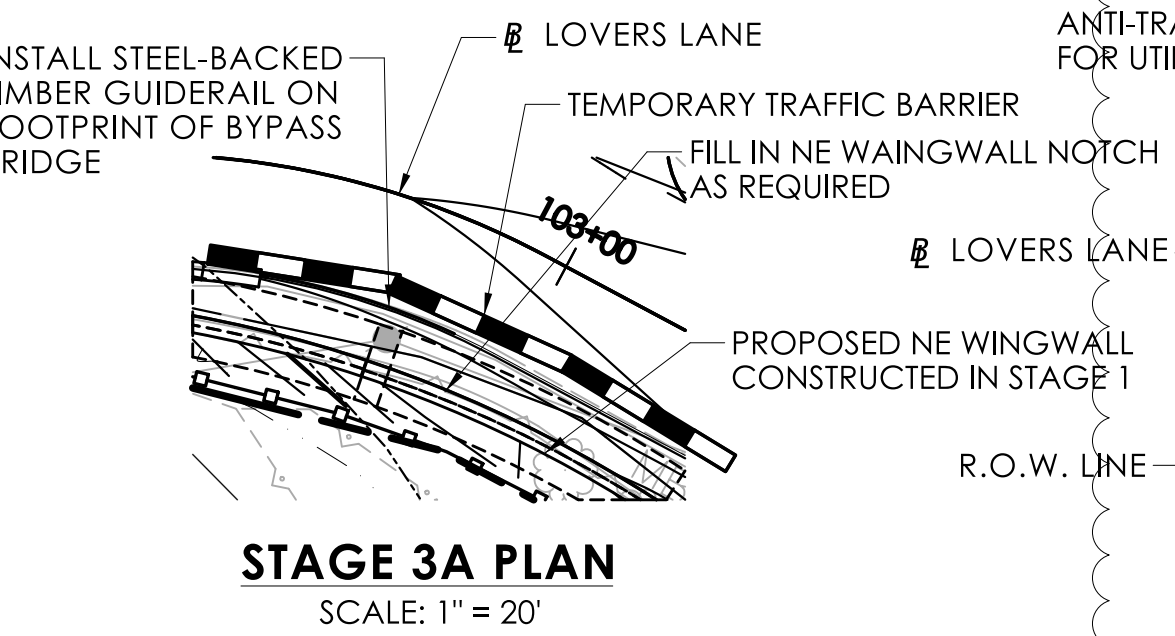 NSTALL STEEL-BACKED
IMBER GUIDERAIL ON
OOTPRINT OF BYPASS
RIDGE
BL LOVERS LANE
TEMPORARY TRAFFIC BARRIER
FILL IN NE WAINGWALL NOTCH
AS REQUIRED
103+00
PROPOSED NE WINGWALL
CONSTRUCTED IN STAGE 1
ANTI-TRA
FOR UTI
BL LOVERS LANE
R.O.W. LINE
STAGE 3A PLAN
SCALE: 1" = 20'